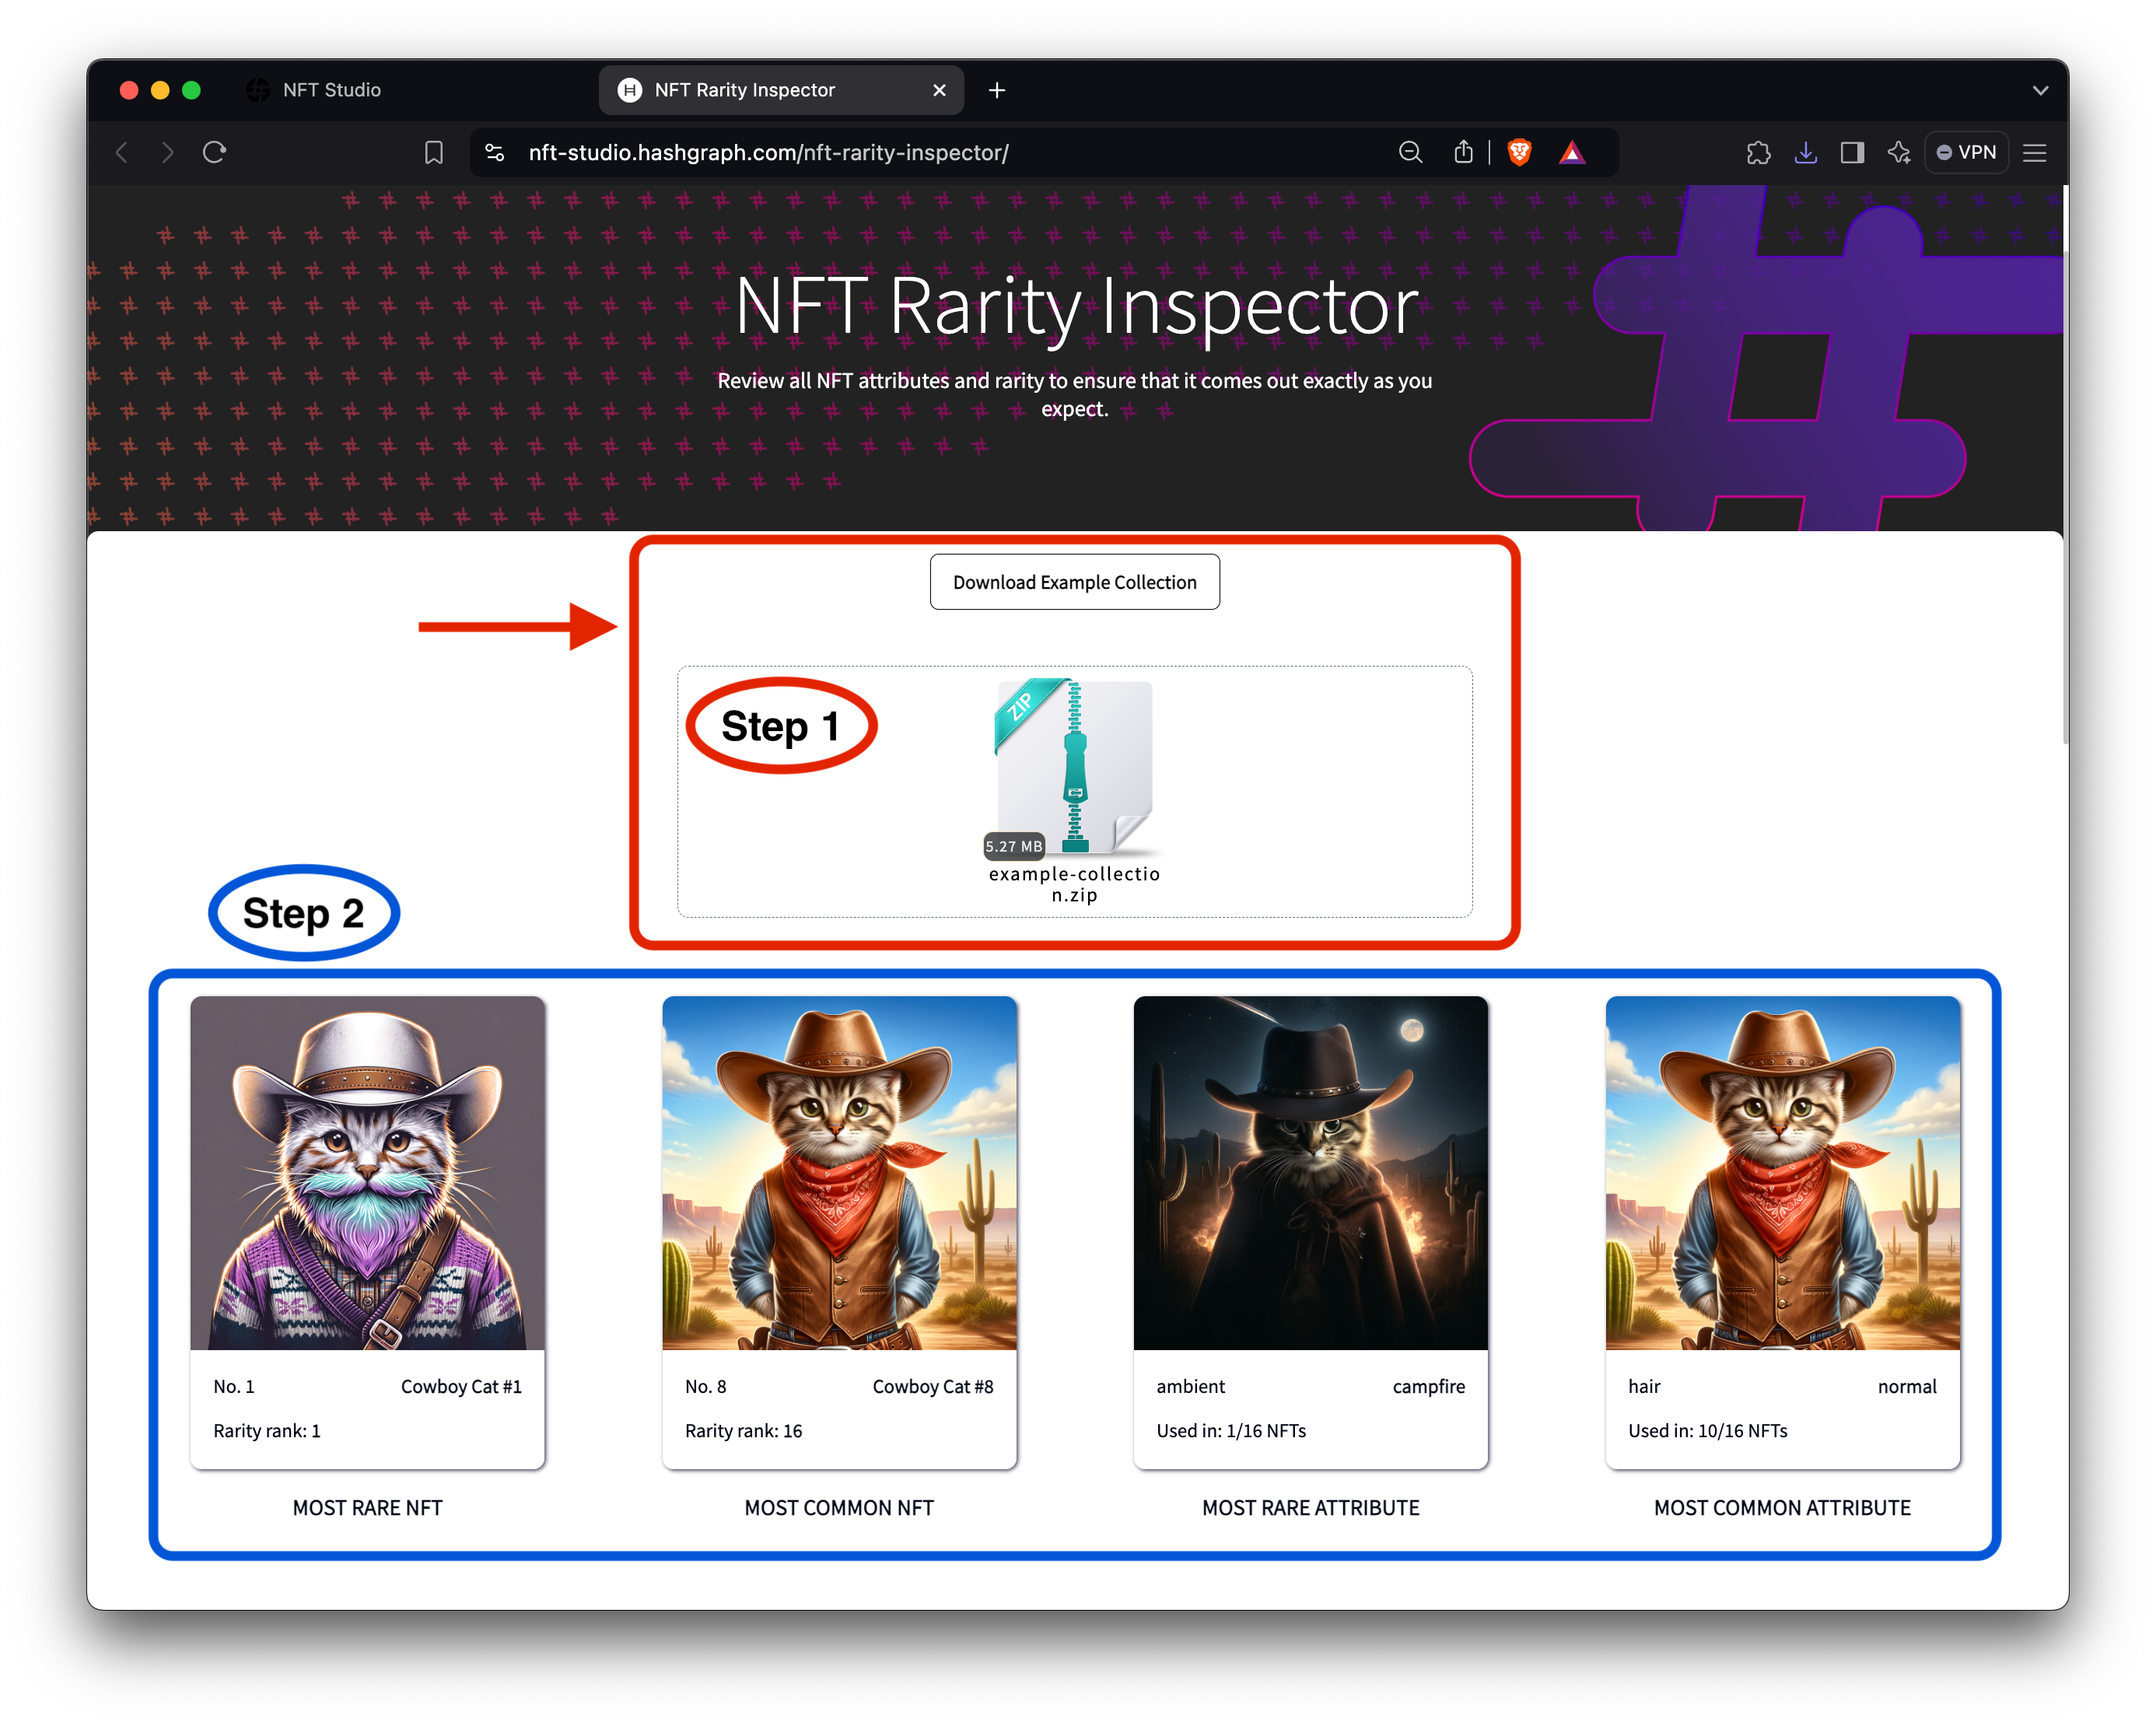 NFT Studio
NFT Rarity Inspector
nft-studio.hashgraph.com/nft-rarity-inspector/
VPN
NFT Rarity Inspector
Review all NFT attributes and rarity to ensure that it comes out exactly as you
expect.
Download Example Collection
Step 1
ZIP
5.27 MB
example-collectio
n.zip
Step 2
No. 1 Cowboy Cat #1
Rarity rank: 1
MOST RARE NFT
No. 8 Cowboy Cat #8
Rarity rank: 16
MOST COMMON NFT
ambient campfire
Used in: 1/16 NFTs
MOST RARE ATTRIBUTE
hair normal
Used in: 10/16 NFTs
MOST COMMON ATTRIBUTE